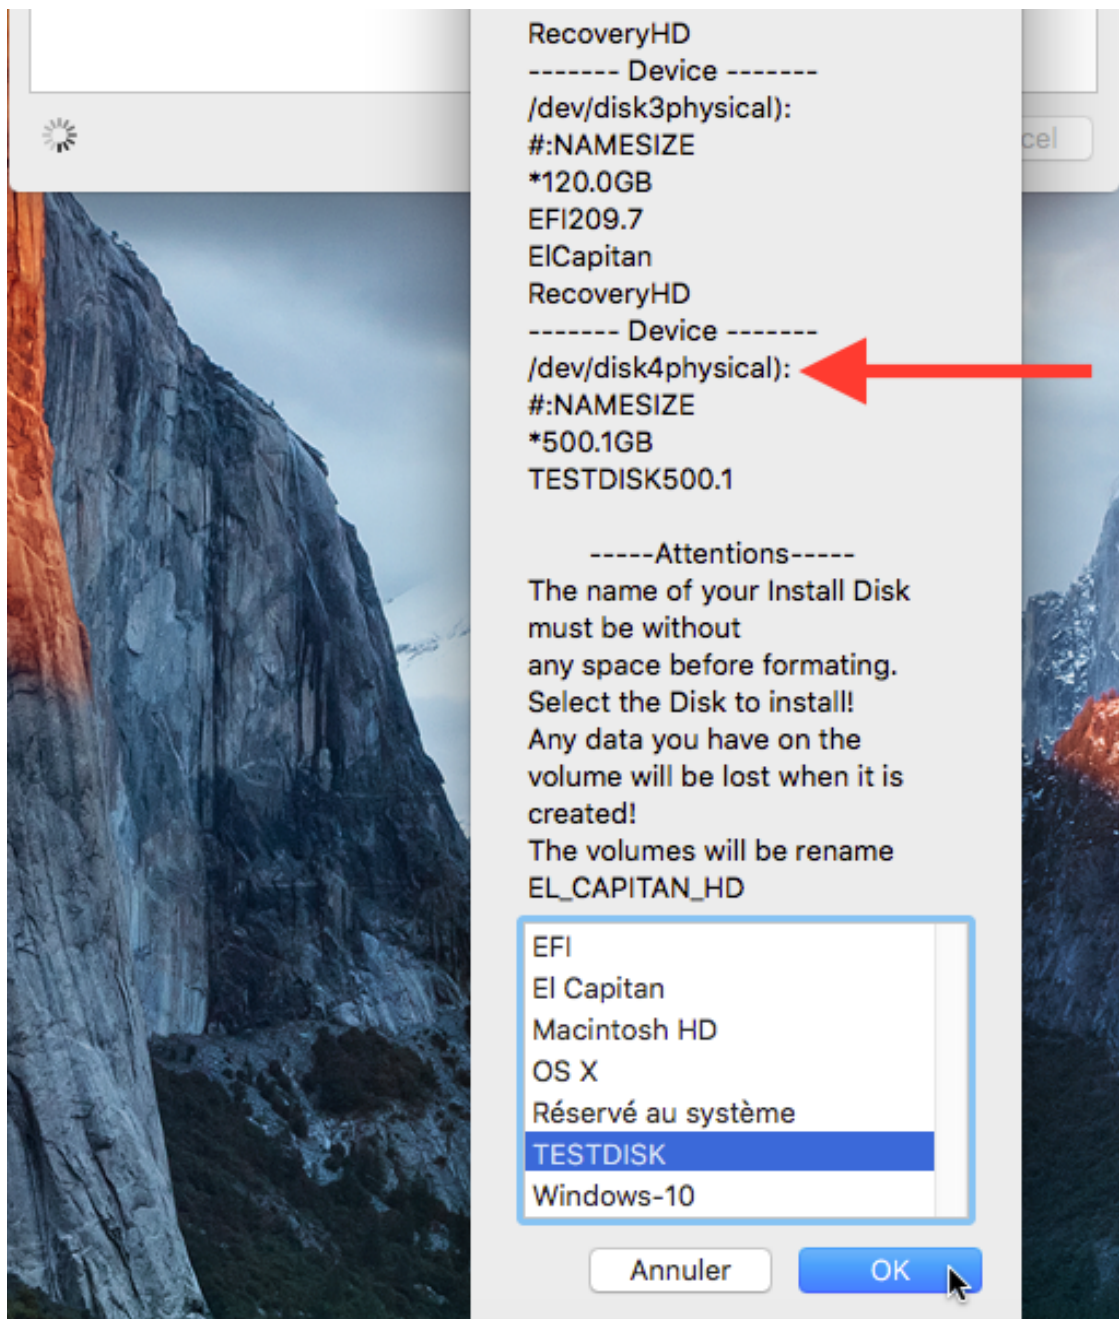 RecoveryHD
------- Device -------
/dev/disk3physical):
#:NAMESIZE
*120.0GB
EFI209.7
ElCapitan
RecoveryHD
------- Device -------
/dev/disk4physical):
#:NAMESIZE
*500.1GB
TESTDISK500.1
-----Attentions-----
The name of your Install Disk
must be without
any space before formating.
Select the Disk to install!
Any data you have on the
volume will be lost when it is
created!
The volumes will be rename
EL_CAPITAN_HD
EFI
El Capitan
Macintosh HD
OS X
Réservé au système
TESTDISK
Windows-10
Annuler
OK
cel